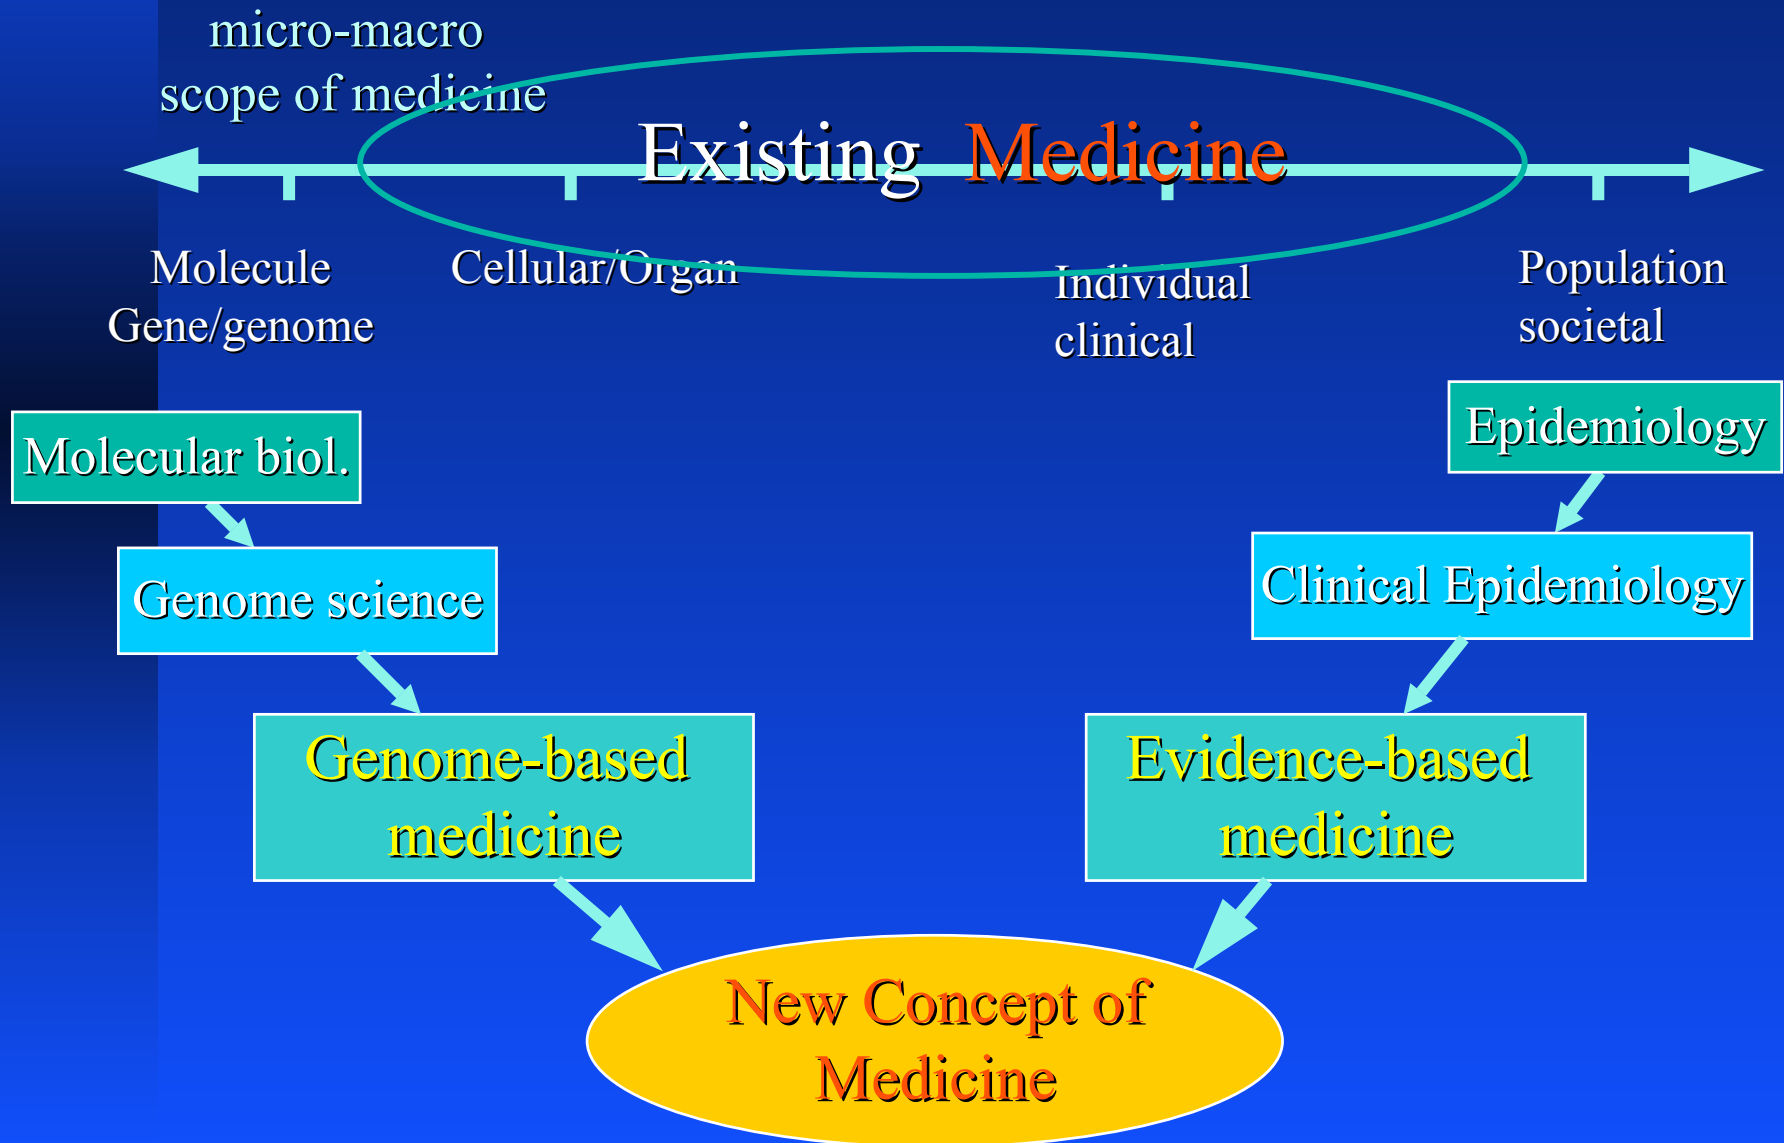 micro-macro
scope of medicine
Existing Medicine
Molecule
Gene/genome
Cellular/Organ
Individual
clinical
Population
societal
Molecular biol.
Epidemiology
Genome science
Clinical Epidemiology
Genome-based
medicine
Evidence-based
medicine
New Concept of
Medicine